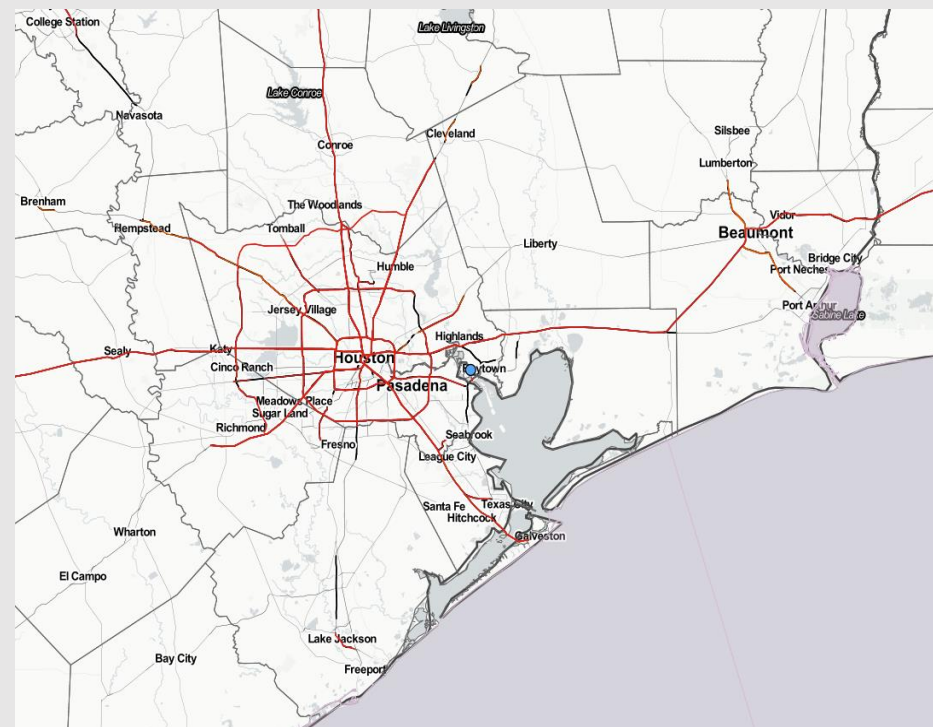 College Station
Lake Livingston
Lake Conroe
Navasota
Silsbee
Cleveland
Conroe
Lumberton
Brenham
The Woodlands
Vidor
Hempstead
Tomball
Beaumont
Liberty
Bridge City
Humble
Port Neches
Port Arthur
Jersey Village
Sabine Lake
Highlands
Sealy
Katy
Houston
Cinco Ranch
Baytown
Pasadena
Meadows Place
Sugar Land
Richmond
Seabrook
Fresno
League City
Santa Fe
Texas City
Hitchcock
Wharton
Galveston
El Campo
Lake Jackson
Bay City
Freeport